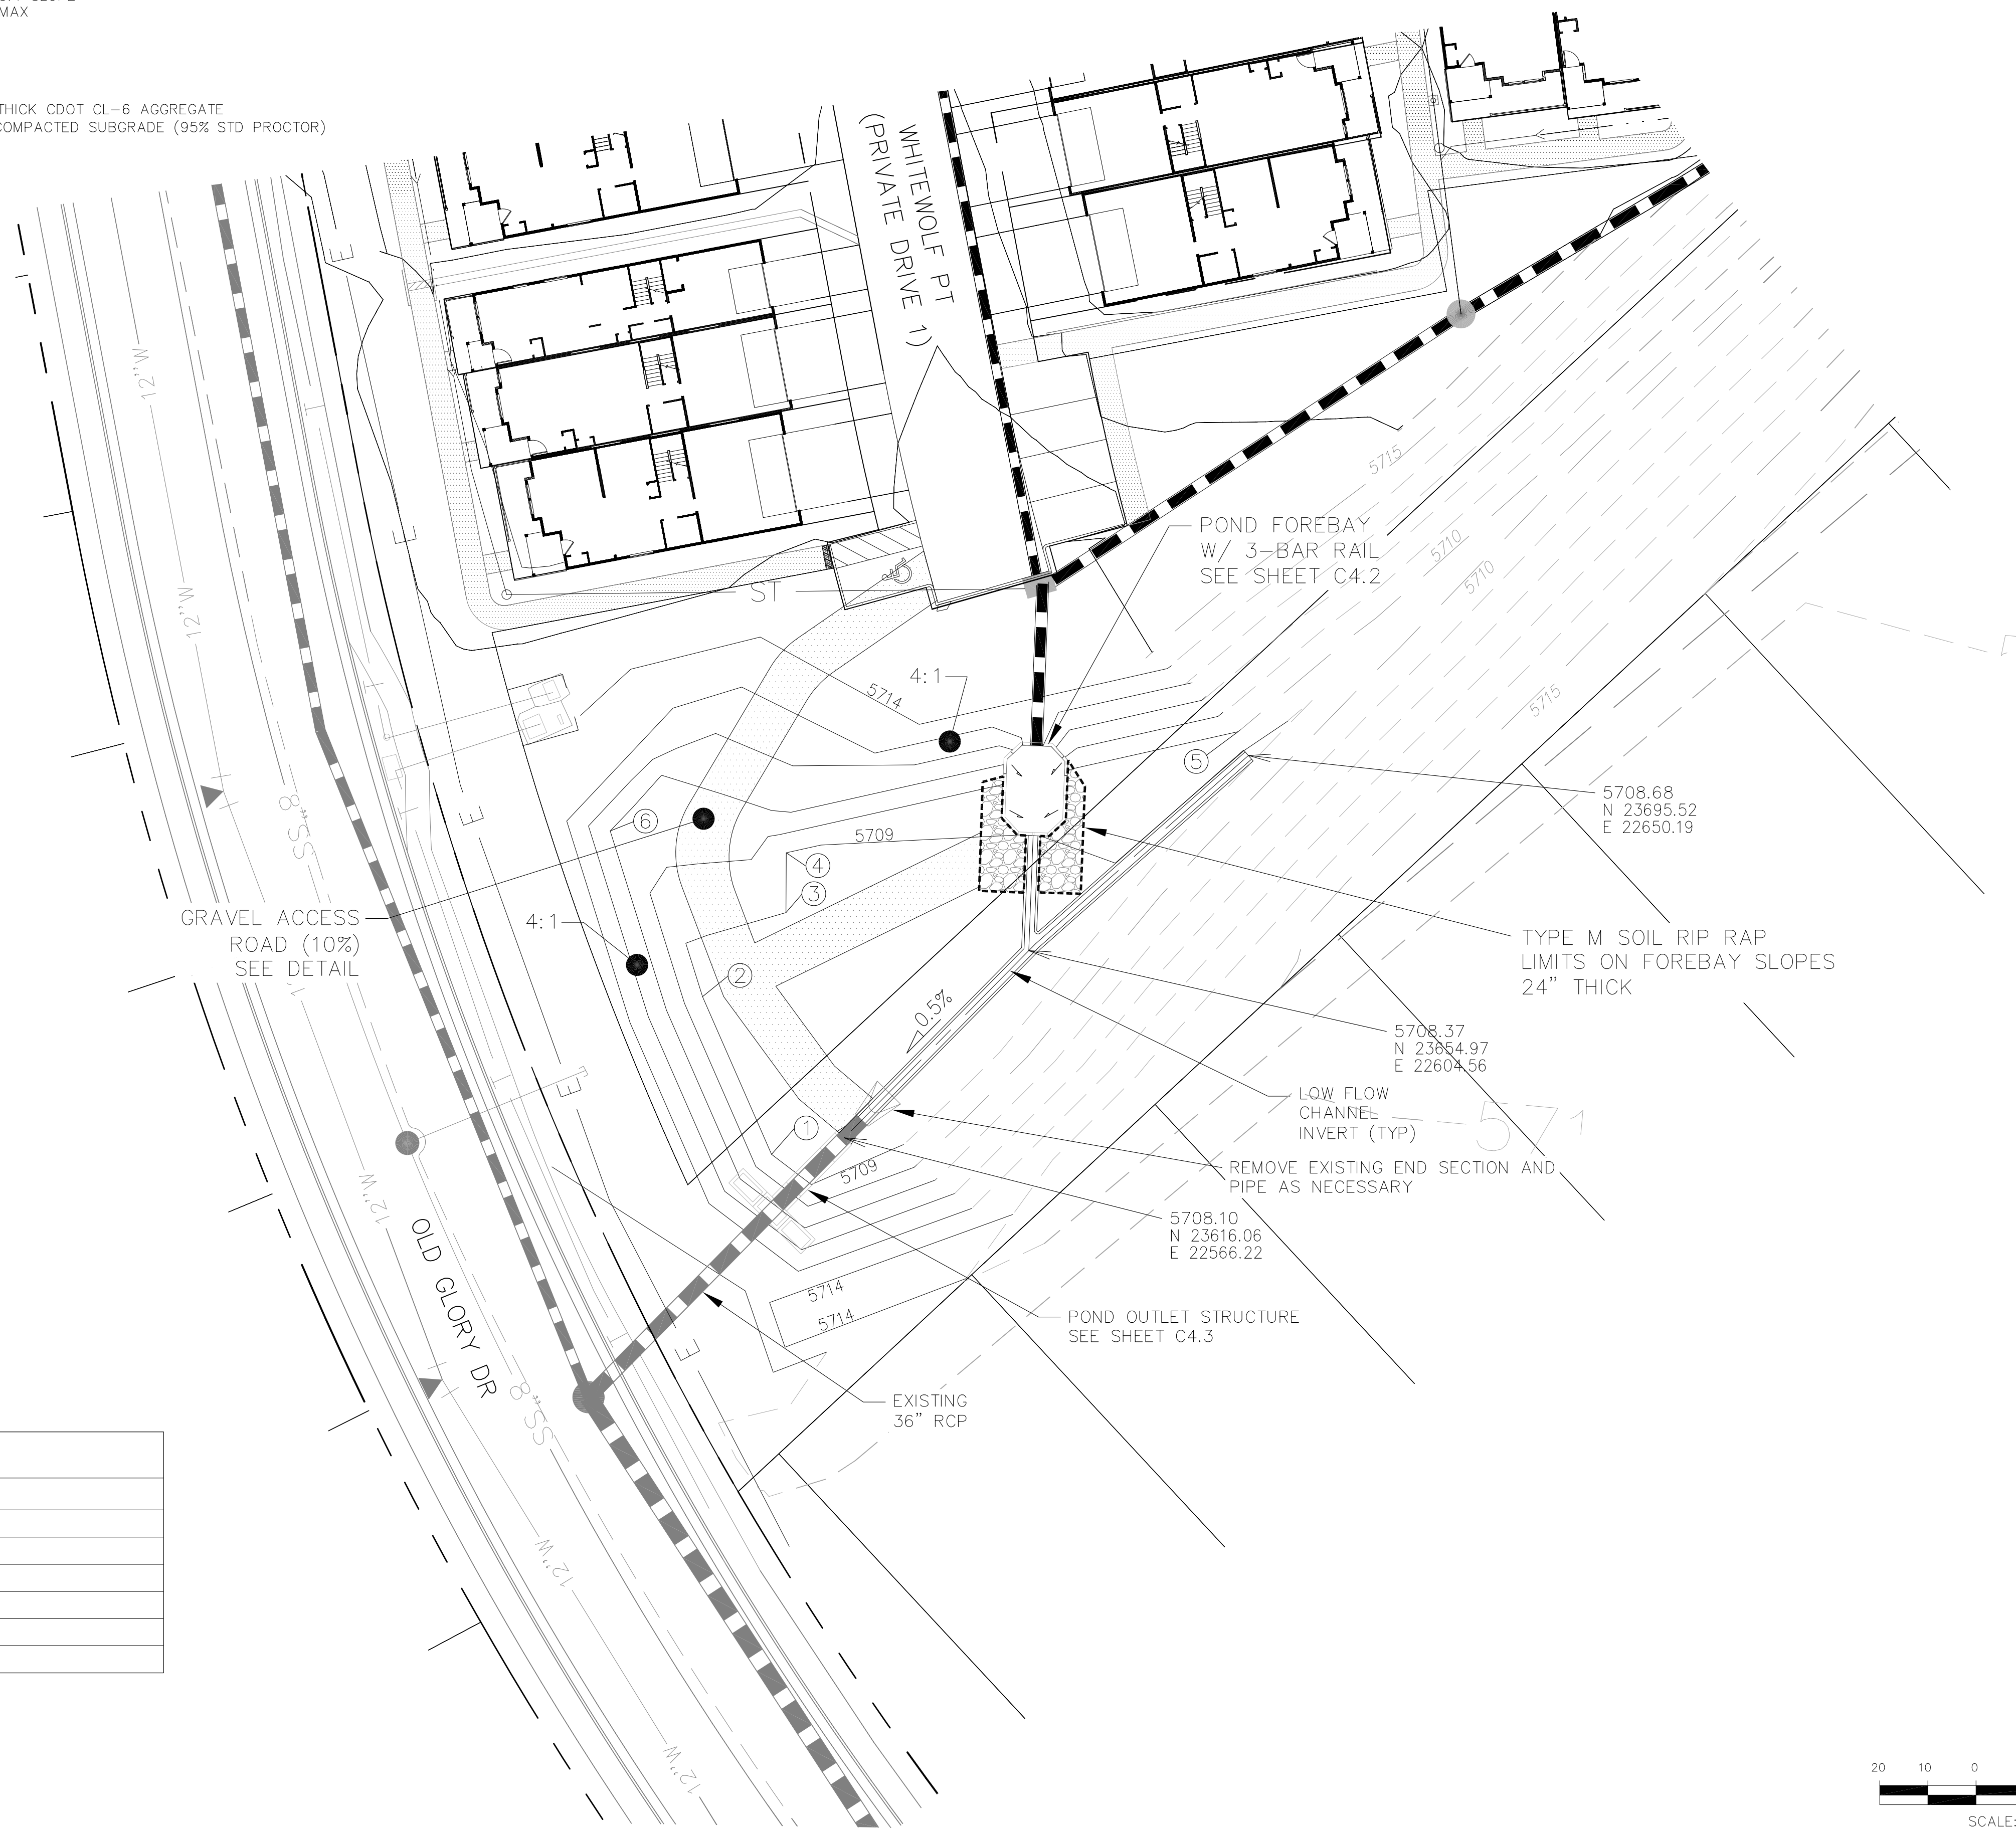 MAX
THICK CDOT CL-6 AGGREGATE
COMPACTED SUBGRADE (95% STD PROCTOR)
WHITEWOLF PT
(PRIVATE DRIVE 1)
E
12"W
E
5715
POND FOREBAY
W/ 3-BAR RAIL
SEE SHEET C4.2
5710
5710
ST
12"W
4:1
5714
5715
8"SS
E
5
5708.68
N 23695.52
E 22650.19
6
5709
4
3
GRAVEL ACCESS
ROAD (10%)
SEE DETAIL
4:1
TYPE M SOIL RIP RAP
LIMITS ON FOREBAY SLOPES
24" THICK
2
0.5%
5708.37
N 23654.97
E 22604.56
E
LOW FLOW
CHANNEL
INVERT (TYP)
571
1
5709
REMOVE EXISTING END SECTION AND
PIPE AS NECESSARY
12"W
5708.10
N 23616.06
E 22566.22
OLD GLORY DR
5714
5714
POND OUTLET STRUCTURE
SEE SHEET C4.3
E
8"SS
EXISTING
36" RCP
12"W
12"W
20 10 0
SCALE: